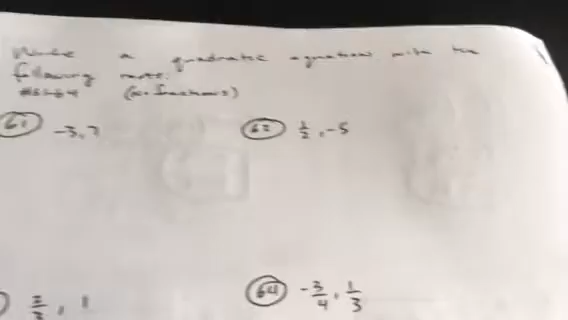 a quadratic equation with the
following roots.
#61-64 (no fractions)
61 -3, 7
62 1/2, -5
2/3, 1
64 -3/4, 1/3